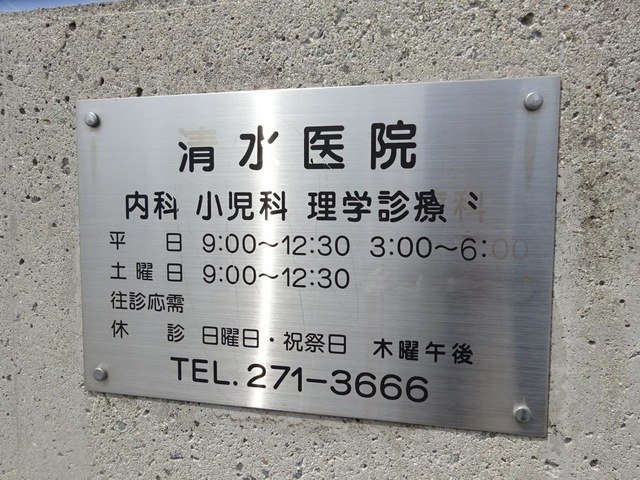 清水医院
内科 小児科 理学診療科
平 日 9:00〜12:30 3:00〜6:00
土曜日 9:00〜12:30
往診応需
休 診 日曜日・祝祭日 木曜午後
TEL.271-3666